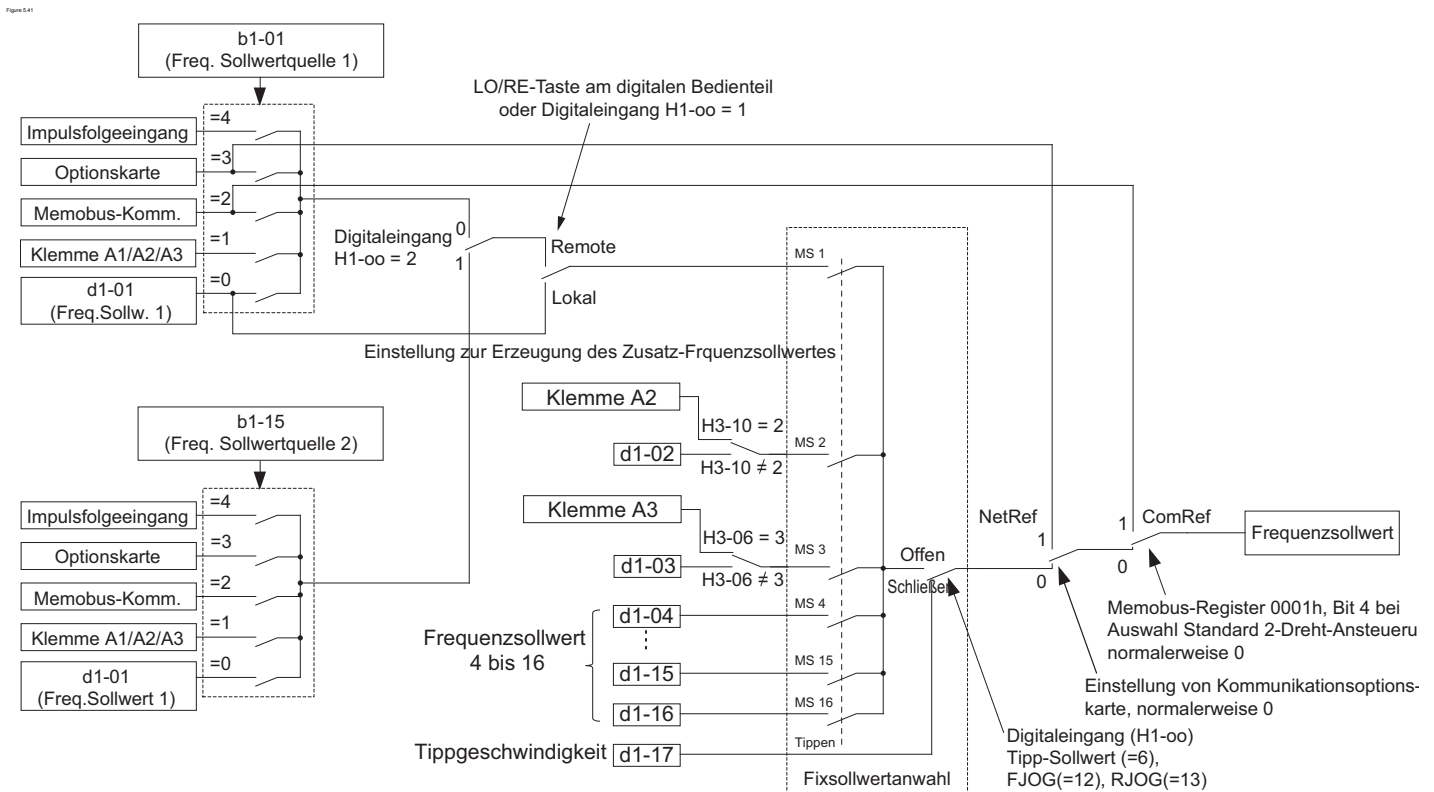 Figure 5.41
b1-01
(Freq. Sollwertquelle 1)
LO/RE-Taste am digitalen Bedienteil
oder Digitaleingang H1-oo = 1
Impulsfolgeeingang
=4
Optionskarte
=3
Memobus-Komm.
=2
Klemme A1/A2/A3
=1
d1-01
(Freq.Sollw. 1)
=0
Digitaleingang
H1-oo = 2
0
1
Remote
Lokal
MS 1
Einstellung zur Erzeugung des Zusatz-Frquenzsollwertes
b1-15
(Freq. Sollwertquelle 2)
Impulsfolgeeingang
=4
Optionskarte
=3
Memobus-Komm.
=2
Klemme A1/A2/A3
=1
d1-01
(Freq.Sollwert 1)
=0
Klemme A2
H3-10 = 2
d1-02
H3-10 ≠ 2
MS 2
Klemme A3
H3-06 = 3
d1-03
H3-06 ≠ 3
MS 3
Frequenzsollwert
4 bis 16
d1-04
MS 4
d1-15
MS 15
d1-16
MS 16
Tippgeschwindigkeit
d1-17
Tippen
Fixsollwertanwahl
Offen
Schließen
NetRef
1
0
1
ComRef
0
Frequenzsollwert
Memobus-Register 0001h, Bit 4 bei
Auswahl Standard 2-Dreht-Ansteueru
normalerweise 0
Einstellung von Kommunikationsoptions-
karte, normalerweise 0
Digitaleingang (H1-oo)
Tipp-Sollwert (=6),
FJOG(=12), RJOG(=13)